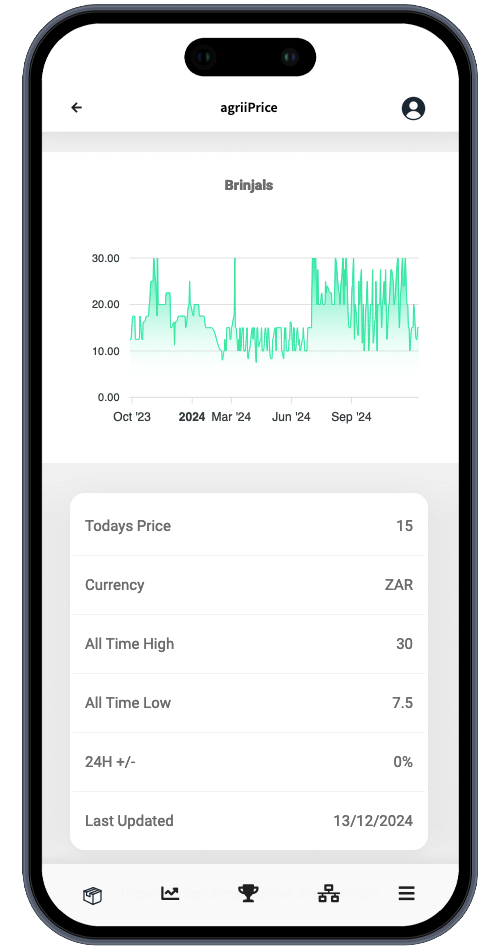 agriiPrice
Brinjals
30.00
20.00
10.00
0.00
Oct '23 2024 Mar '24 Jun '24 Sep '24
Todays Price 15
Currency ZAR
All Time High 30
All Time Low 7.5
24H +/- 0%
Last Updated 13/12/2024